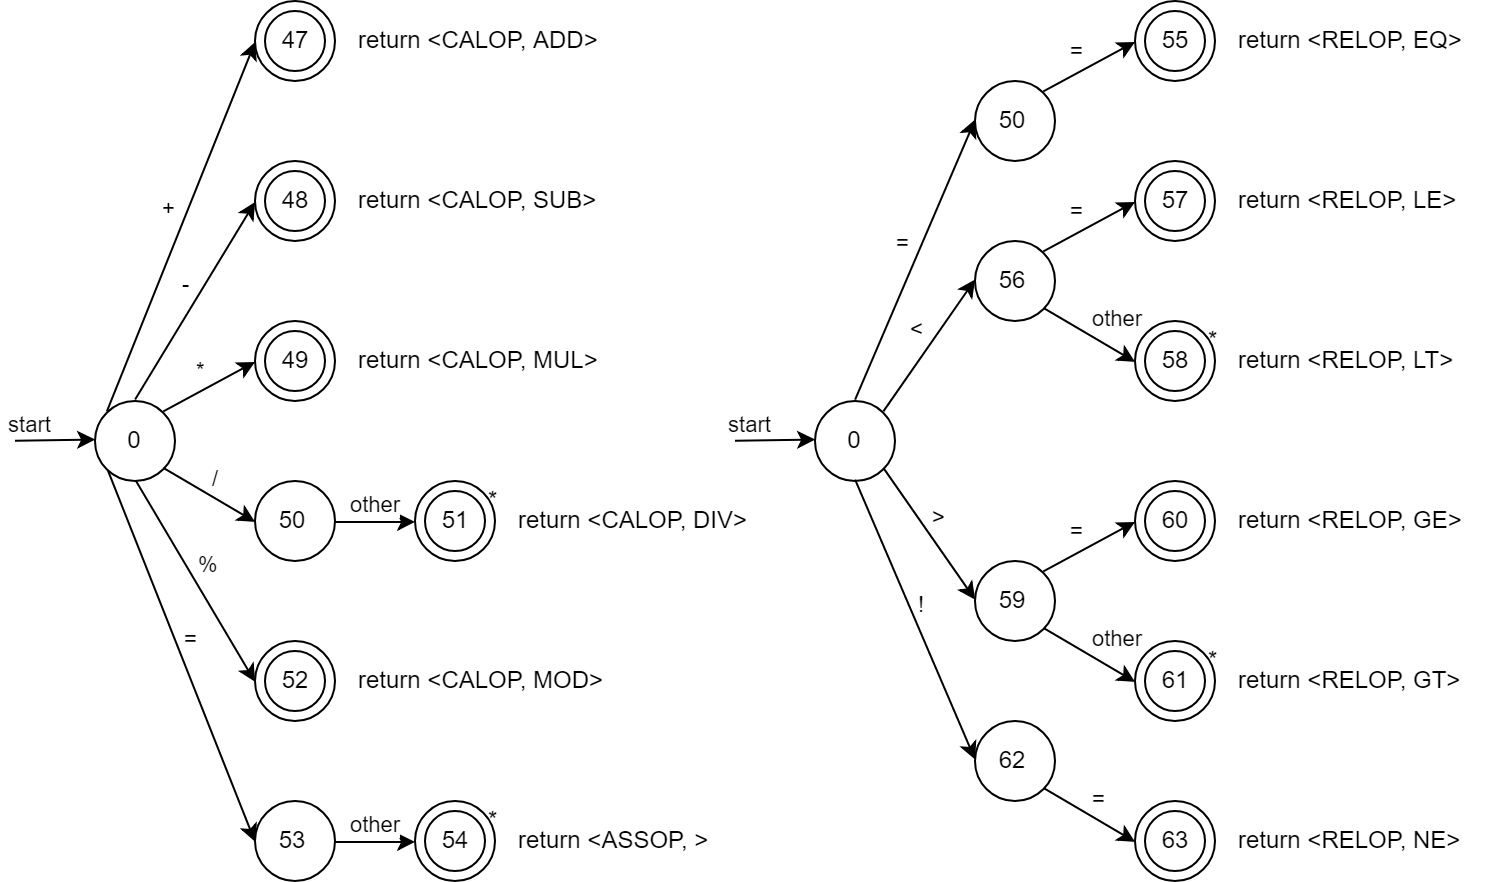 47
return <CALOP, ADD>
+
48
return <CALOP, SUB>
-
49
return <CALOP, MUL>
*
start
0
/
50
other
51
*
return <CALOP, DIV>
%
52
return <CALOP, MOD>
=
53
other
54
*
return <ASSOP, >
55
return <RELOP, EQ>
=
50
=
57
return <RELOP, LE>
=
56
<
other
58
*
return <RELOP, LT>
start
0
>
60
return <RELOP, GE>
=
59
other
61
*
return <RELOP, GT>
!
62
=
63
return <RELOP, NE>